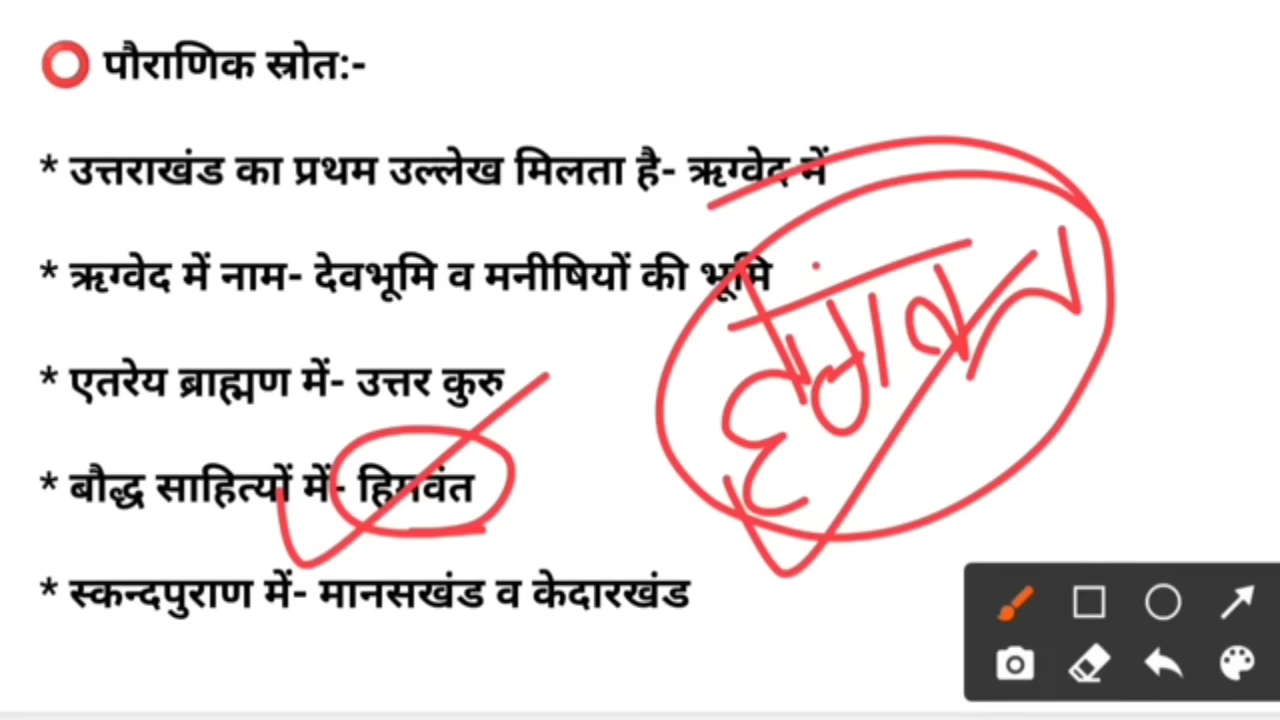 पौराणिक स्रोत:-
* उत्तराखंड का प्रथम उल्लेख मिलता है- ऋग्वेद में
* ऋग्वेद में नाम- देवभूमि व मनीषियों की भूमि
* एतरेय ब्राह्मण में- उत्तर कुरु
* बौद्ध साहित्यों में- हिमवंत
* स्कन्दपुराण में- मानसखंड व केदारखंड